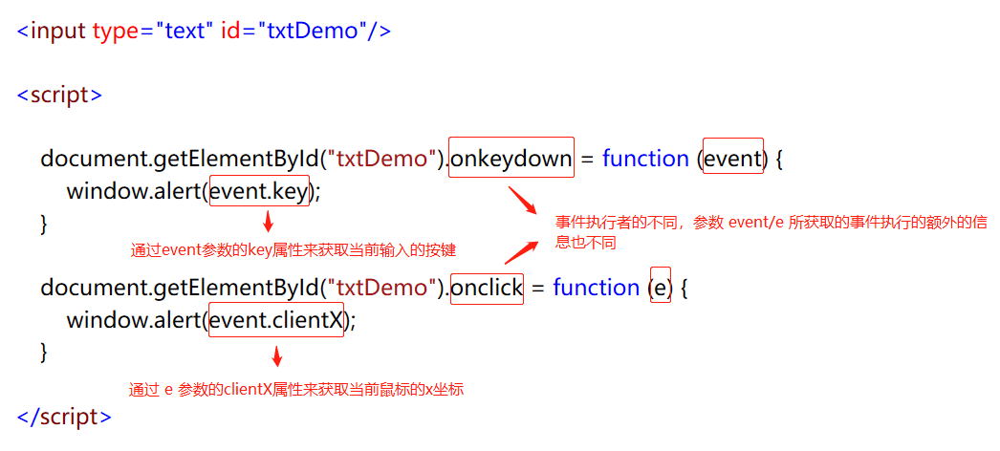 <input type="text" id="txtDemo"/>
<script>
document.getElementById("txtDemo").onkeydown = function (event) {
window.alert(event.key);
}
事件执行者的不同，参数 event/e 所获取的事件执行的额外的信
息也不同
通过event参数的key属性来获取当前输入的按键
document.getElementById("txtDemo").onclick = function (e) {
window.alert(event.clientX);
}
通过 e 参数的clientX属性来获取当前鼠标的x坐标
</script>